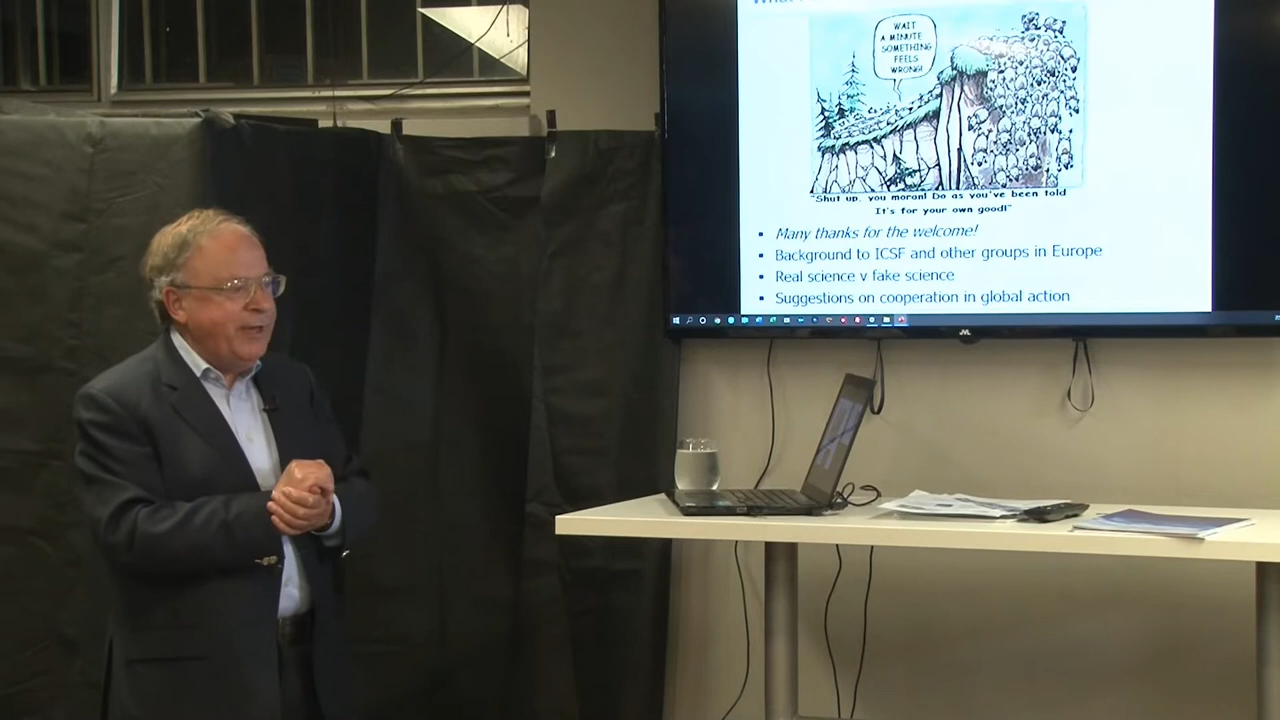 WAIT
A MINUTE
SOMETHING
FEELS
WRONG!
"Shut up, you moron! Do as you've been told
It's for your own good!"
▪ Many thanks for the welcome!
▪ Background to ICSF and other groups in Europe
▪ Real science v fake science
▪ Suggestions on cooperation in global action
JVC